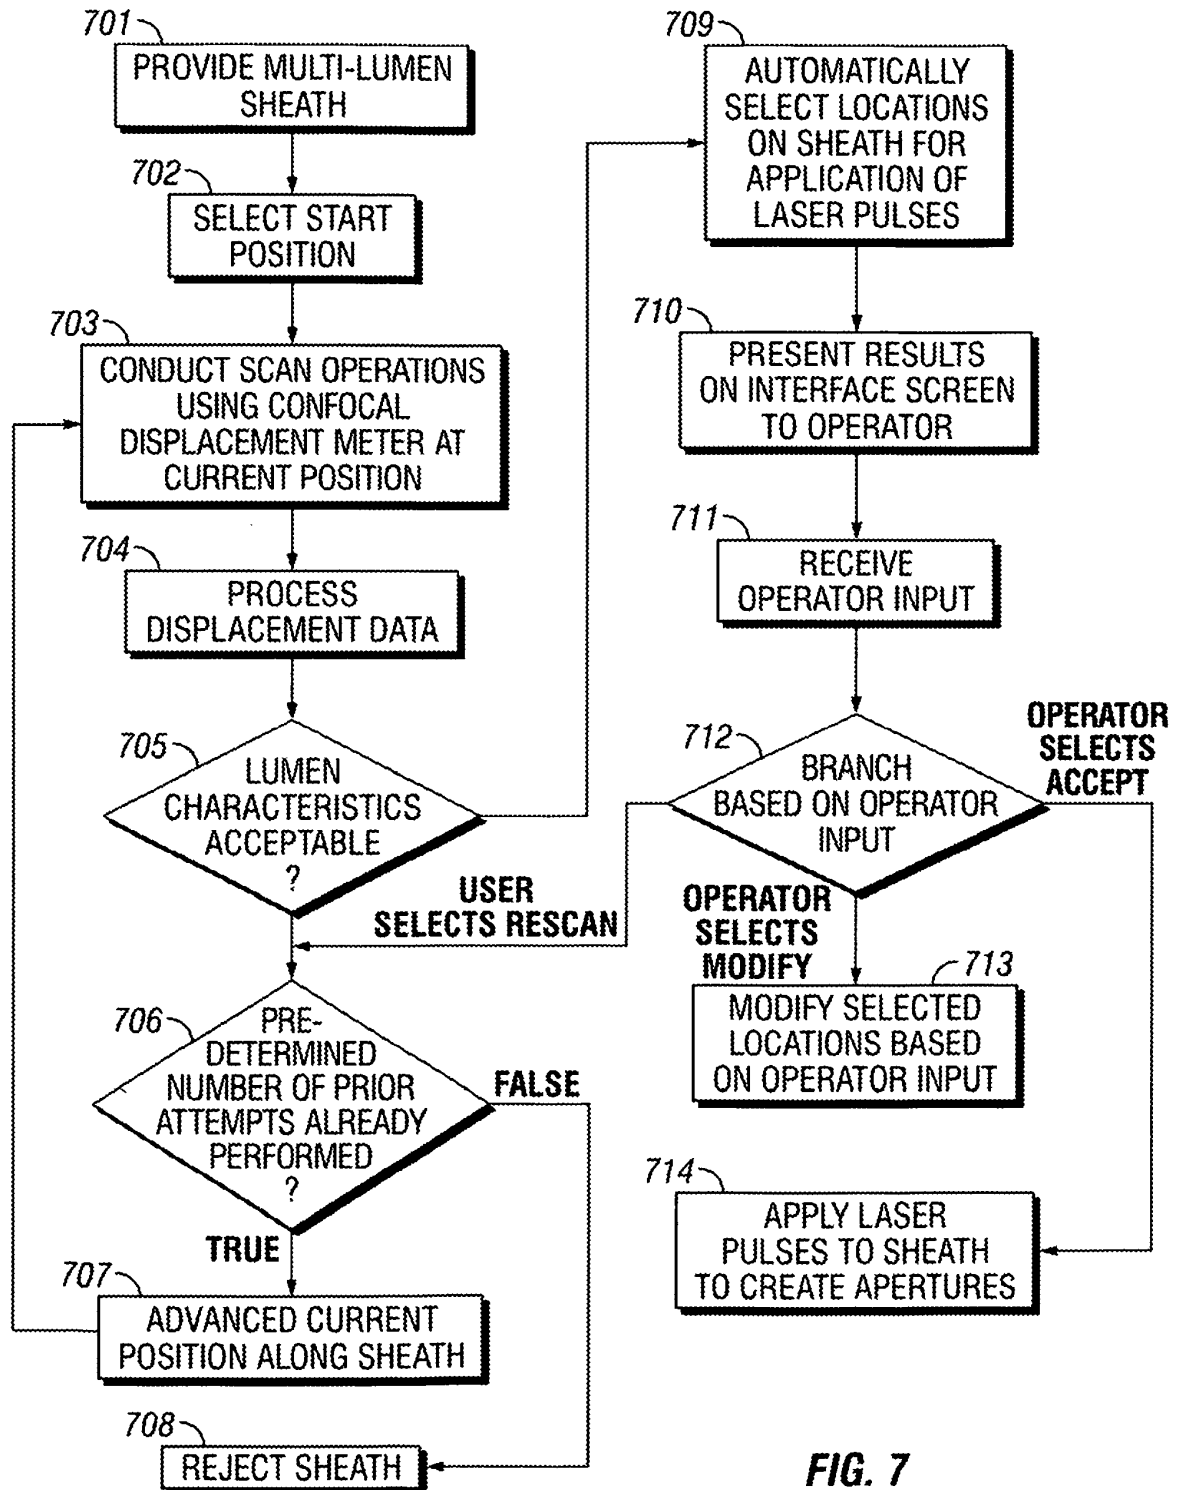 701
PROVIDE MULTI-LUMEN
SHEATH
702
SELECT START
POSITION
703
CONDUCT SCAN OPERATIONS
USING CONFOCAL
DISPLACEMENT METER AT
CURRENT POSITION
704
PROCESS
DISPLACEMENT DATA
705
LUMEN
CHARACTERISTICS
ACCEPTABLE
?
USER
SELECTS RESCAN
706
PRE-
DETERMINED
NUMBER OF PRIOR
ATTEMPTS ALREADY
PERFORMED
?
FALSE
TRUE
707
ADVANCED CURRENT
POSITION ALONG SHEATH
708
REJECT SHEATH
709
AUTOMATICALLY
SELECT LOCATIONS
ON SHEATH FOR
APPLICATION OF
LASER PULSES
710
PRESENT RESULTS
ON INTERFACE SCREEN
TO OPERATOR
711
RECEIVE
OPERATOR INPUT
712
BRANCH
BASED ON OPERATOR
INPUT
OPERATOR
SELECTS
ACCEPT
OPERATOR
SELECTS
MODIFY
713
MODIFY SELECTED
LOCATIONS BASED
ON OPERATOR INPUT
714
APPLY LASER
PULSES TO SHEATH
TO CREATE APERTURES
FIG. 7